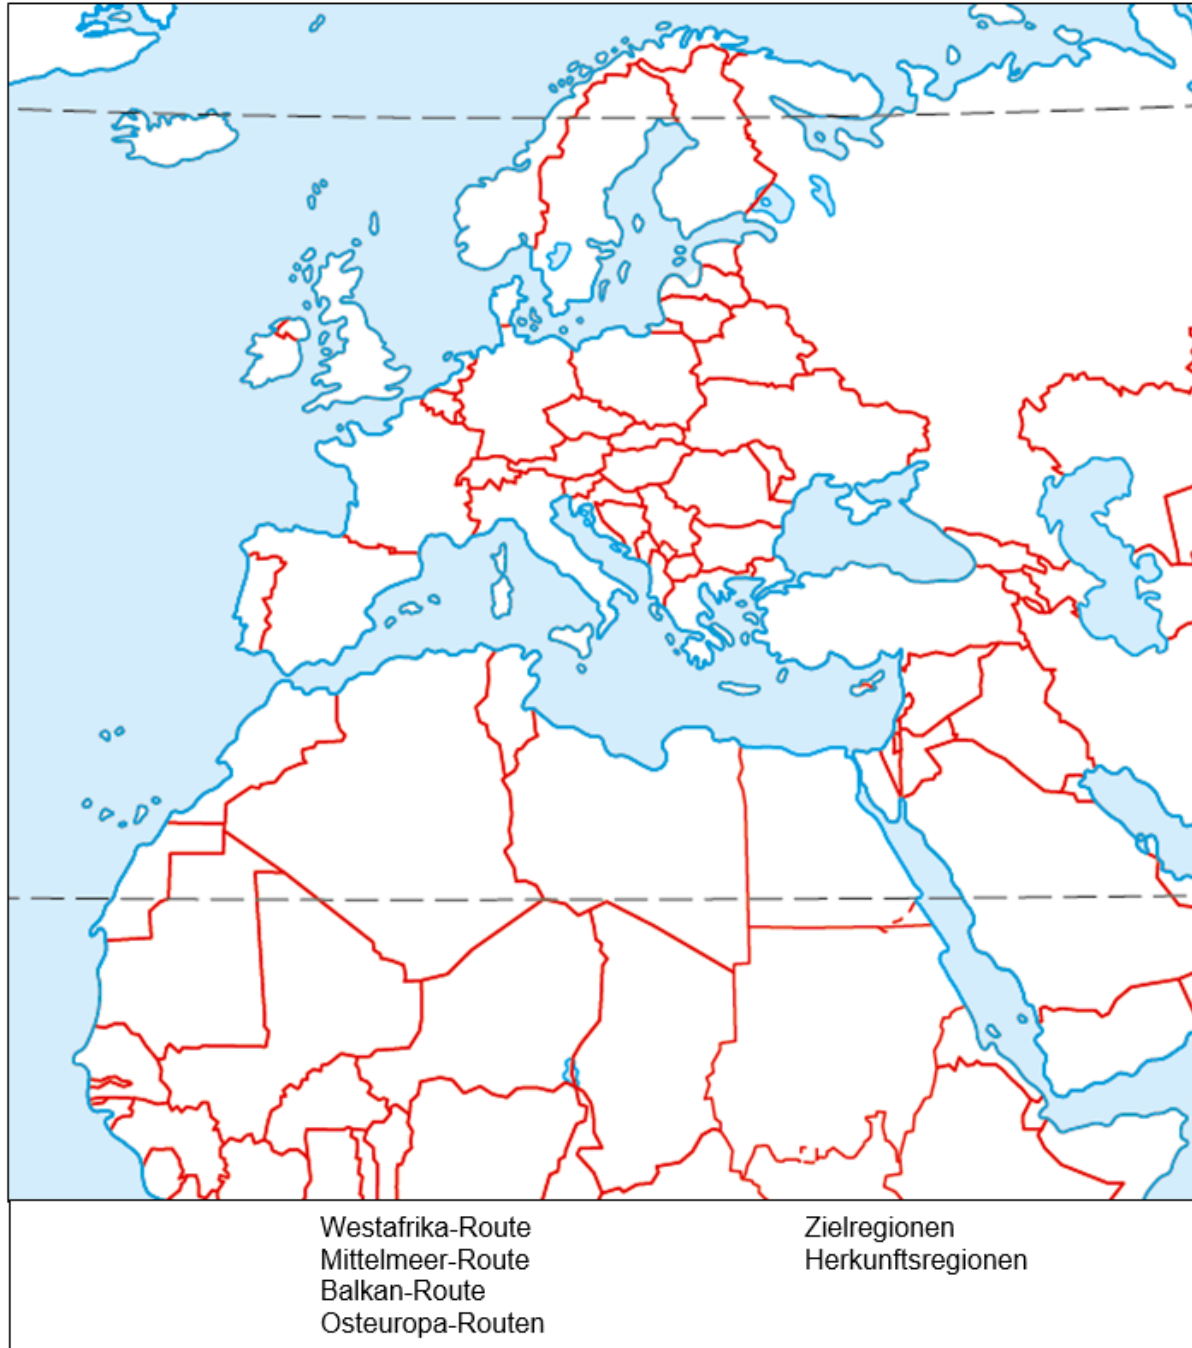 Westafrika-Route
Mittelmeer-Route
Balkan-Route
Osteuropa-Routen
Zielregionen
Herkunftsregionen